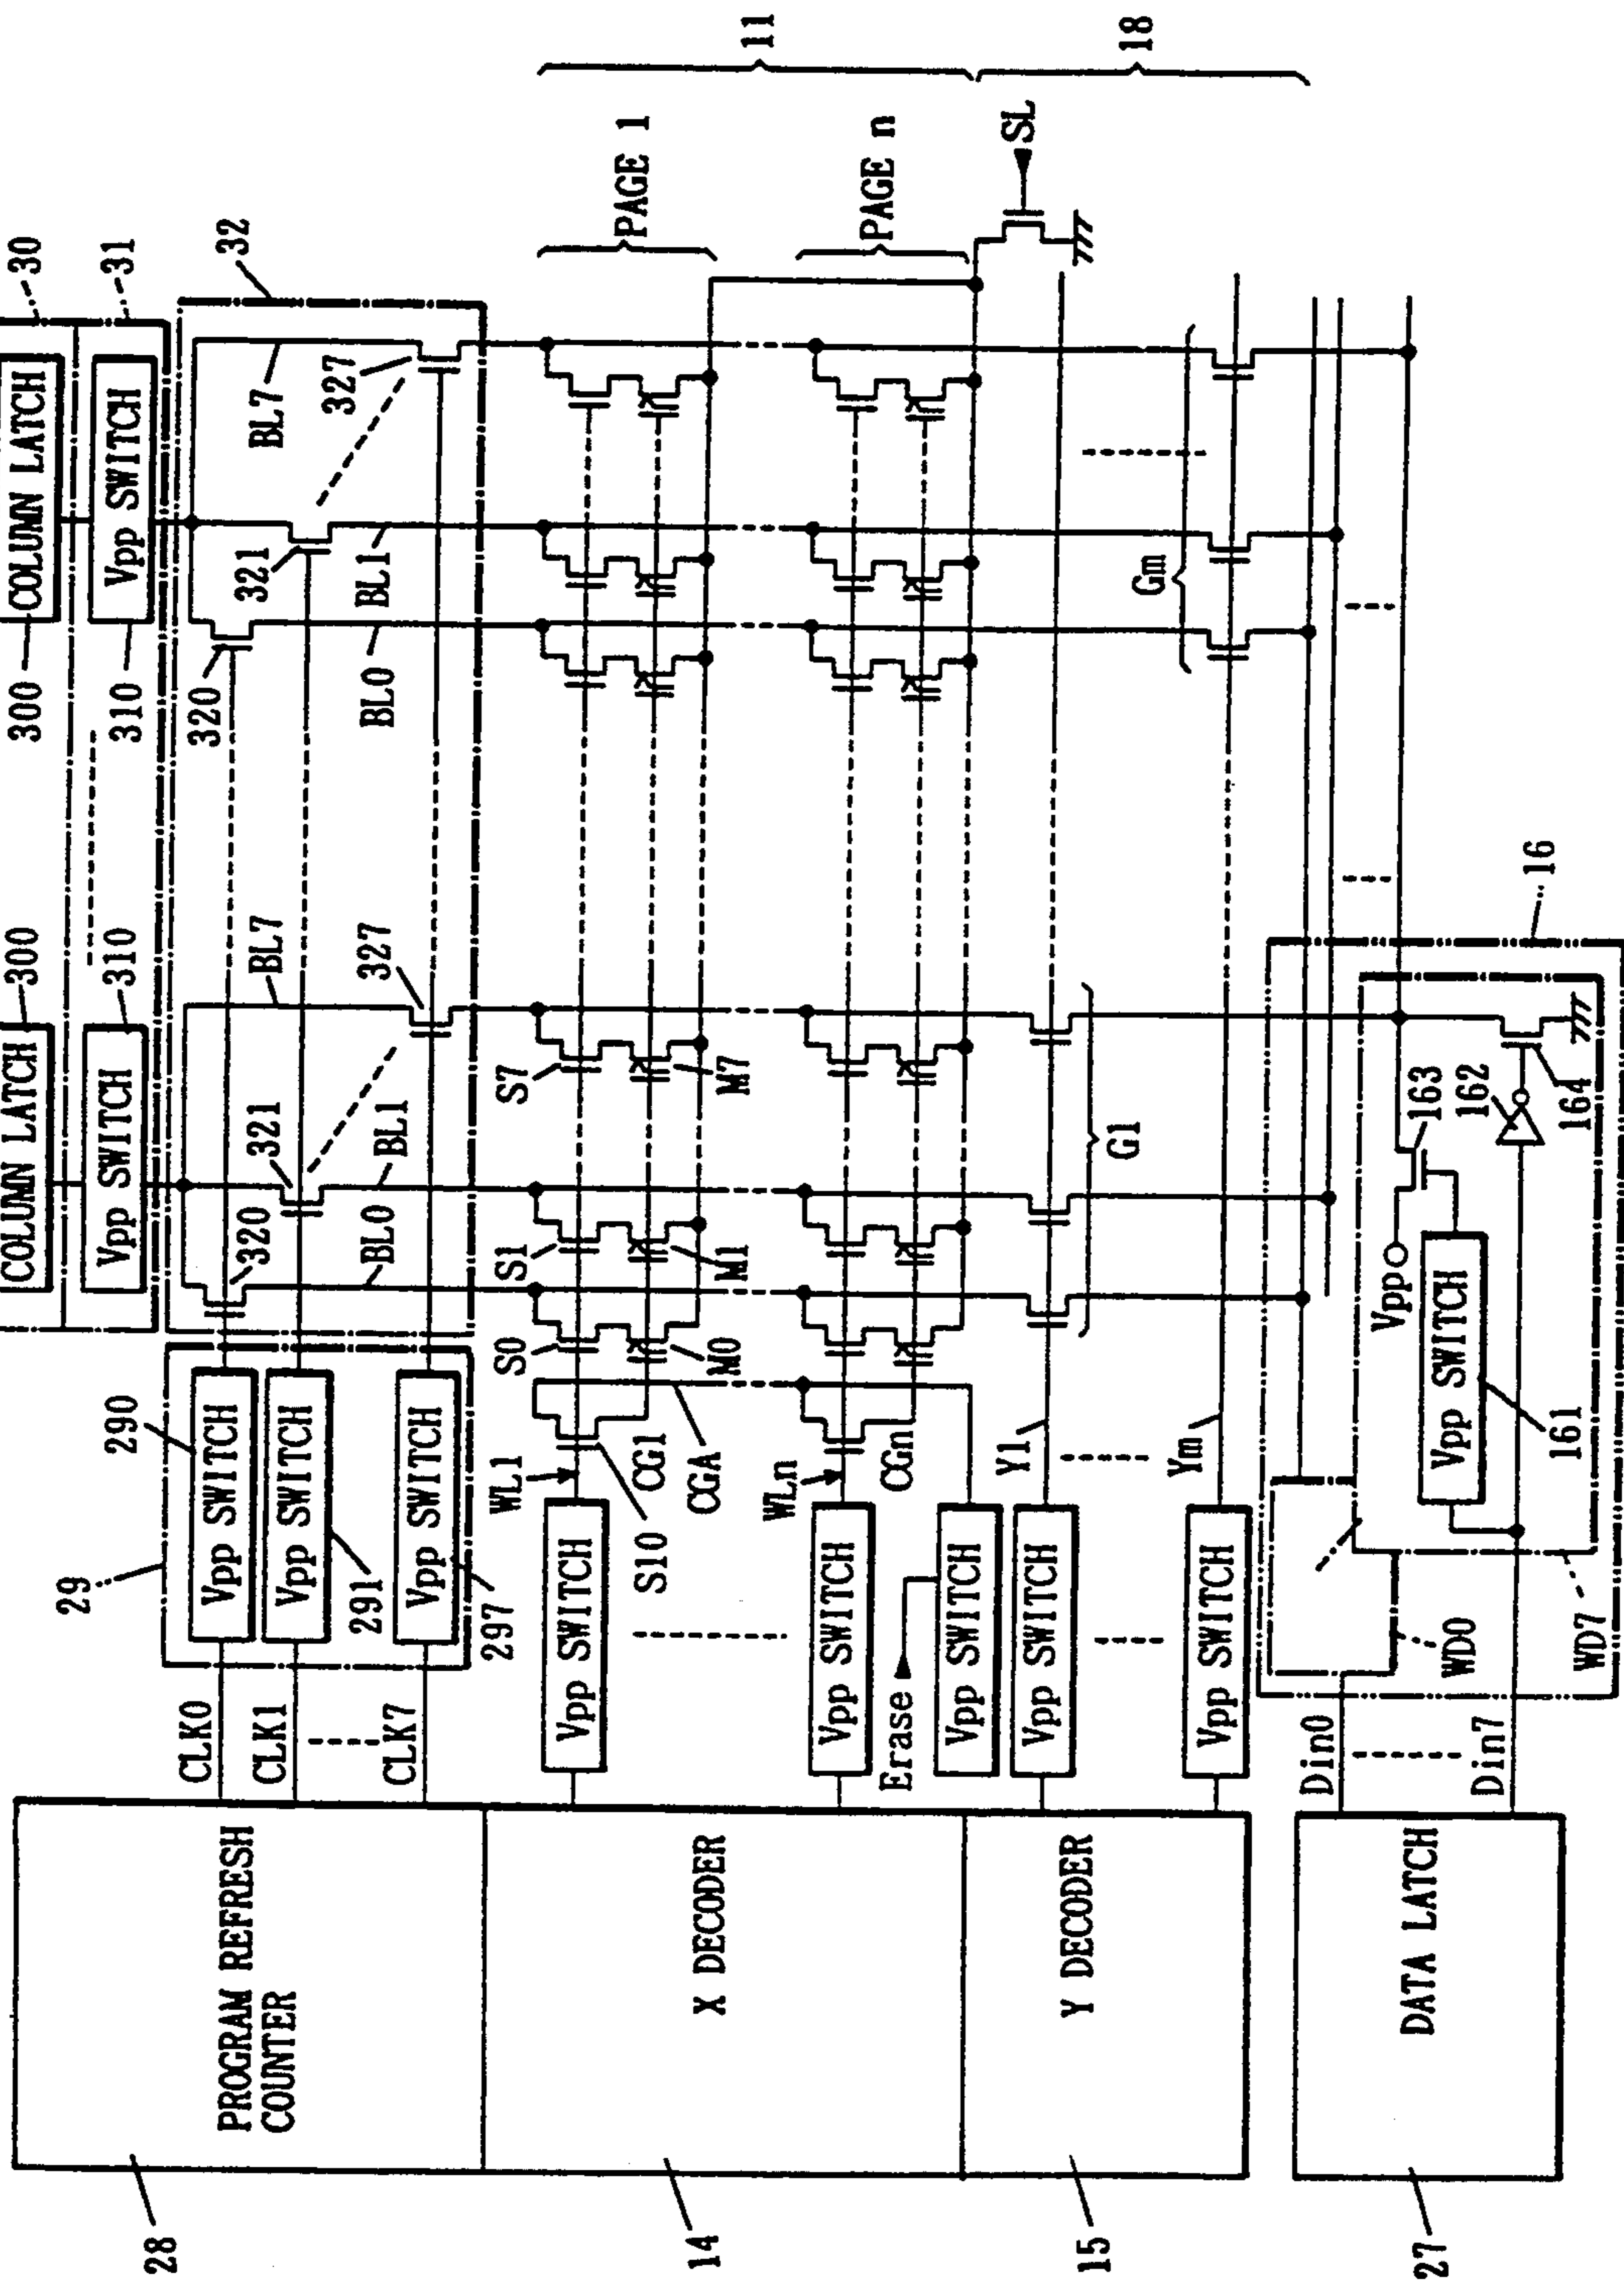 30
31
32
11
18
COLUMN LATCH
300
COLUMN LATCH
300
Vpp SWITCH
310
Vpp SWITCH
310
29
290
Vpp SWITCH
Vpp SWITCH
291
Vpp SWITCH
297
CLK0
CLK1
CLK7
320
321
327
BL0
BL1
BL7
320
321
327
BL0
BL1
BL7
PROGRAM REFRESH
COUNTER
28
X DECODER
14
Y DECODER
15
DATA LATCH
27
PAGE 1
PAGE n
SL
WL1
Vpp SWITCH
S10
CG1
CGA
S0
M0
S1
M1
S7
M7
WLn
Vpp SWITCH
CGn
Erase
Vpp SWITCH
Y1
Vpp SWITCH
Ym
Vpp SWITCH
G1
Gm
Din0
Din7
WD0
WD7
16
Vpp
Vpp SWITCH
161
162
163
164